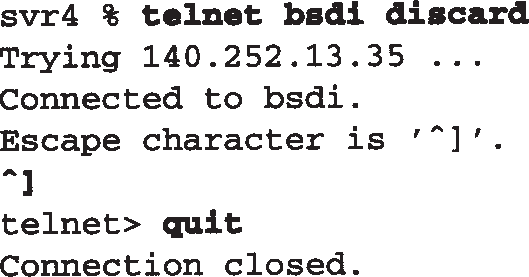 svr4 % telnet bsdi discard
Trying 140.252.13.35 ...
Connected to bsdi.
Escape character is '^]'.
^]
telnet> quit
Connection closed.